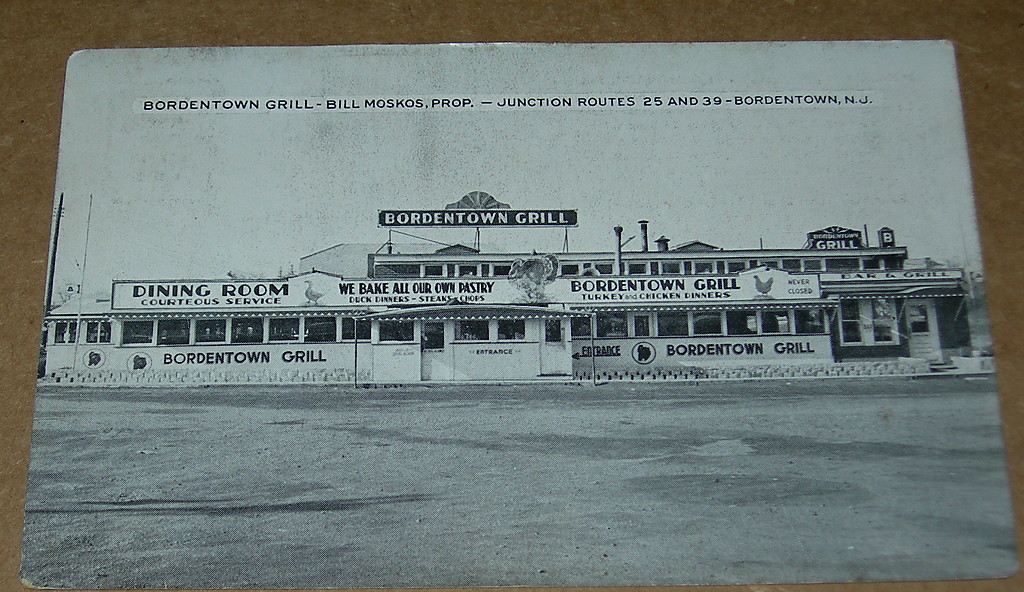 BORDENTOWN GRILL - BILL MOSKOS, PROP. — JUNCTION ROUTES 25 AND 39 - BORDENTOWN, N.J.
BORDENTOWN GRILL
BORDENTOWN
GRILL
B
DINING ROOM
COURTEOUS SERVICE
WE BAKE ALL OUR OWN PASTRY
DUCK DINNERS - STEAKS - CHOPS
BORDENTOWN GRILL
TURKEY and CHICKEN DINNERS
NEVER
CLOSED
BAR & GRILL
BORDENTOWN GRILL
ENTRANCE
ENTRANCE
BORDENTOWN GRILL